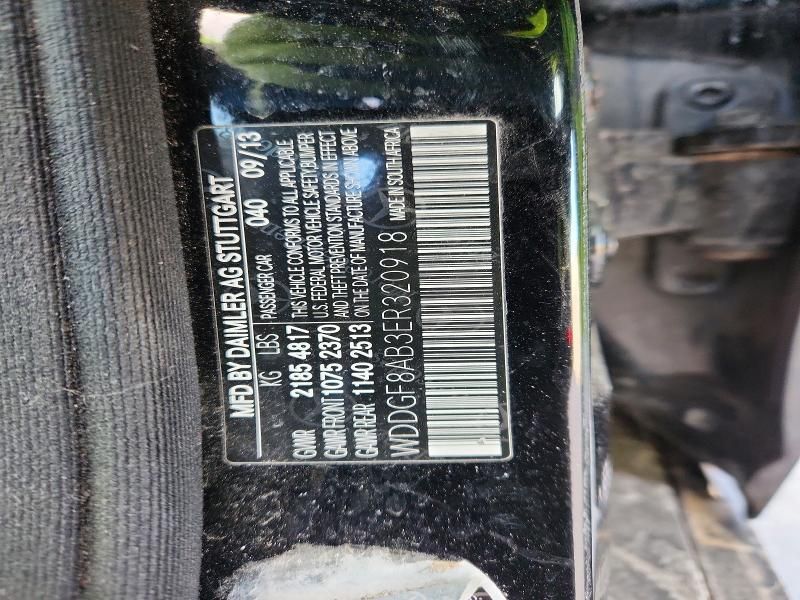 MFD BY DAIMLER AG STUTTGART
KG LBS PASSENGER CAR 040 09/13
GVWR 2185 4817 THIS VEHICLE CONFORMS TO ALL APPLICABLE
GAWR FRONT 1075 2370 U.S. FEDERAL MOTOR VEHICLE SAFETY, BUMPER
GAWR REAR 1140 2513 AND THEFT PREVENTION STANDARDS IN EFFECT
ON THE DATE OF MANUFACTURE SHOWN ABOVE
WDDGF8AB3ER320918 MADE IN SOUTH AFRICA